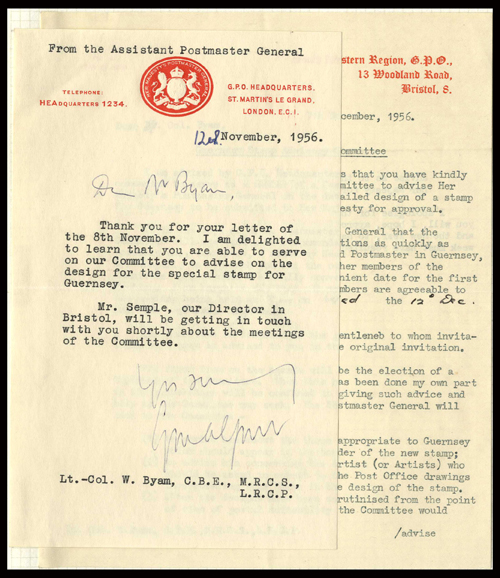 From the Assistant Postmaster General
TELEPHONE:
HEADQUARTERS 1234.
G.P.O. HEADQUARTERS,
ST. MARTIN'S LE GRAND,
LONDON, E.C.1.
12th November, 1956.
Dear Mr Byam,
Thank you for your letter of
the 8th November. I am delighted
to learn that you are able to serve
on our Committee to advise on the
design for the special stamp for
Guernsey.
Mr. Semple, our Director in
Bristol, will be getting in touch
with you shortly about the meetings
of the Committee.
Lt.-Col. W. Byam, C.B.E., M.R.C.S.,
L.R.C.P.
stern Region, G.P.O.,
13 Woodland Road,
Bristol, 8.
cember, 1956.
ommittee
s that you have kindly
mittee to advise Her
ailed design of a stamp
esty for approval.
General that the
tions as quickly as
d Postmaster in Guernsey,
her members of the
nient date for the first
mbers are agreeable to
the 12th Dec.
entleneb to whom invita-
e original invitation.
be the election of a
as been done my own part
giving such advice and
stmaster General will
appropriate to Guernsey
der of the new stamp;
rtist (or Artists) who
he Post Office drawings
e design of the stamp.
rutinised from the point
the Committee would
/advise